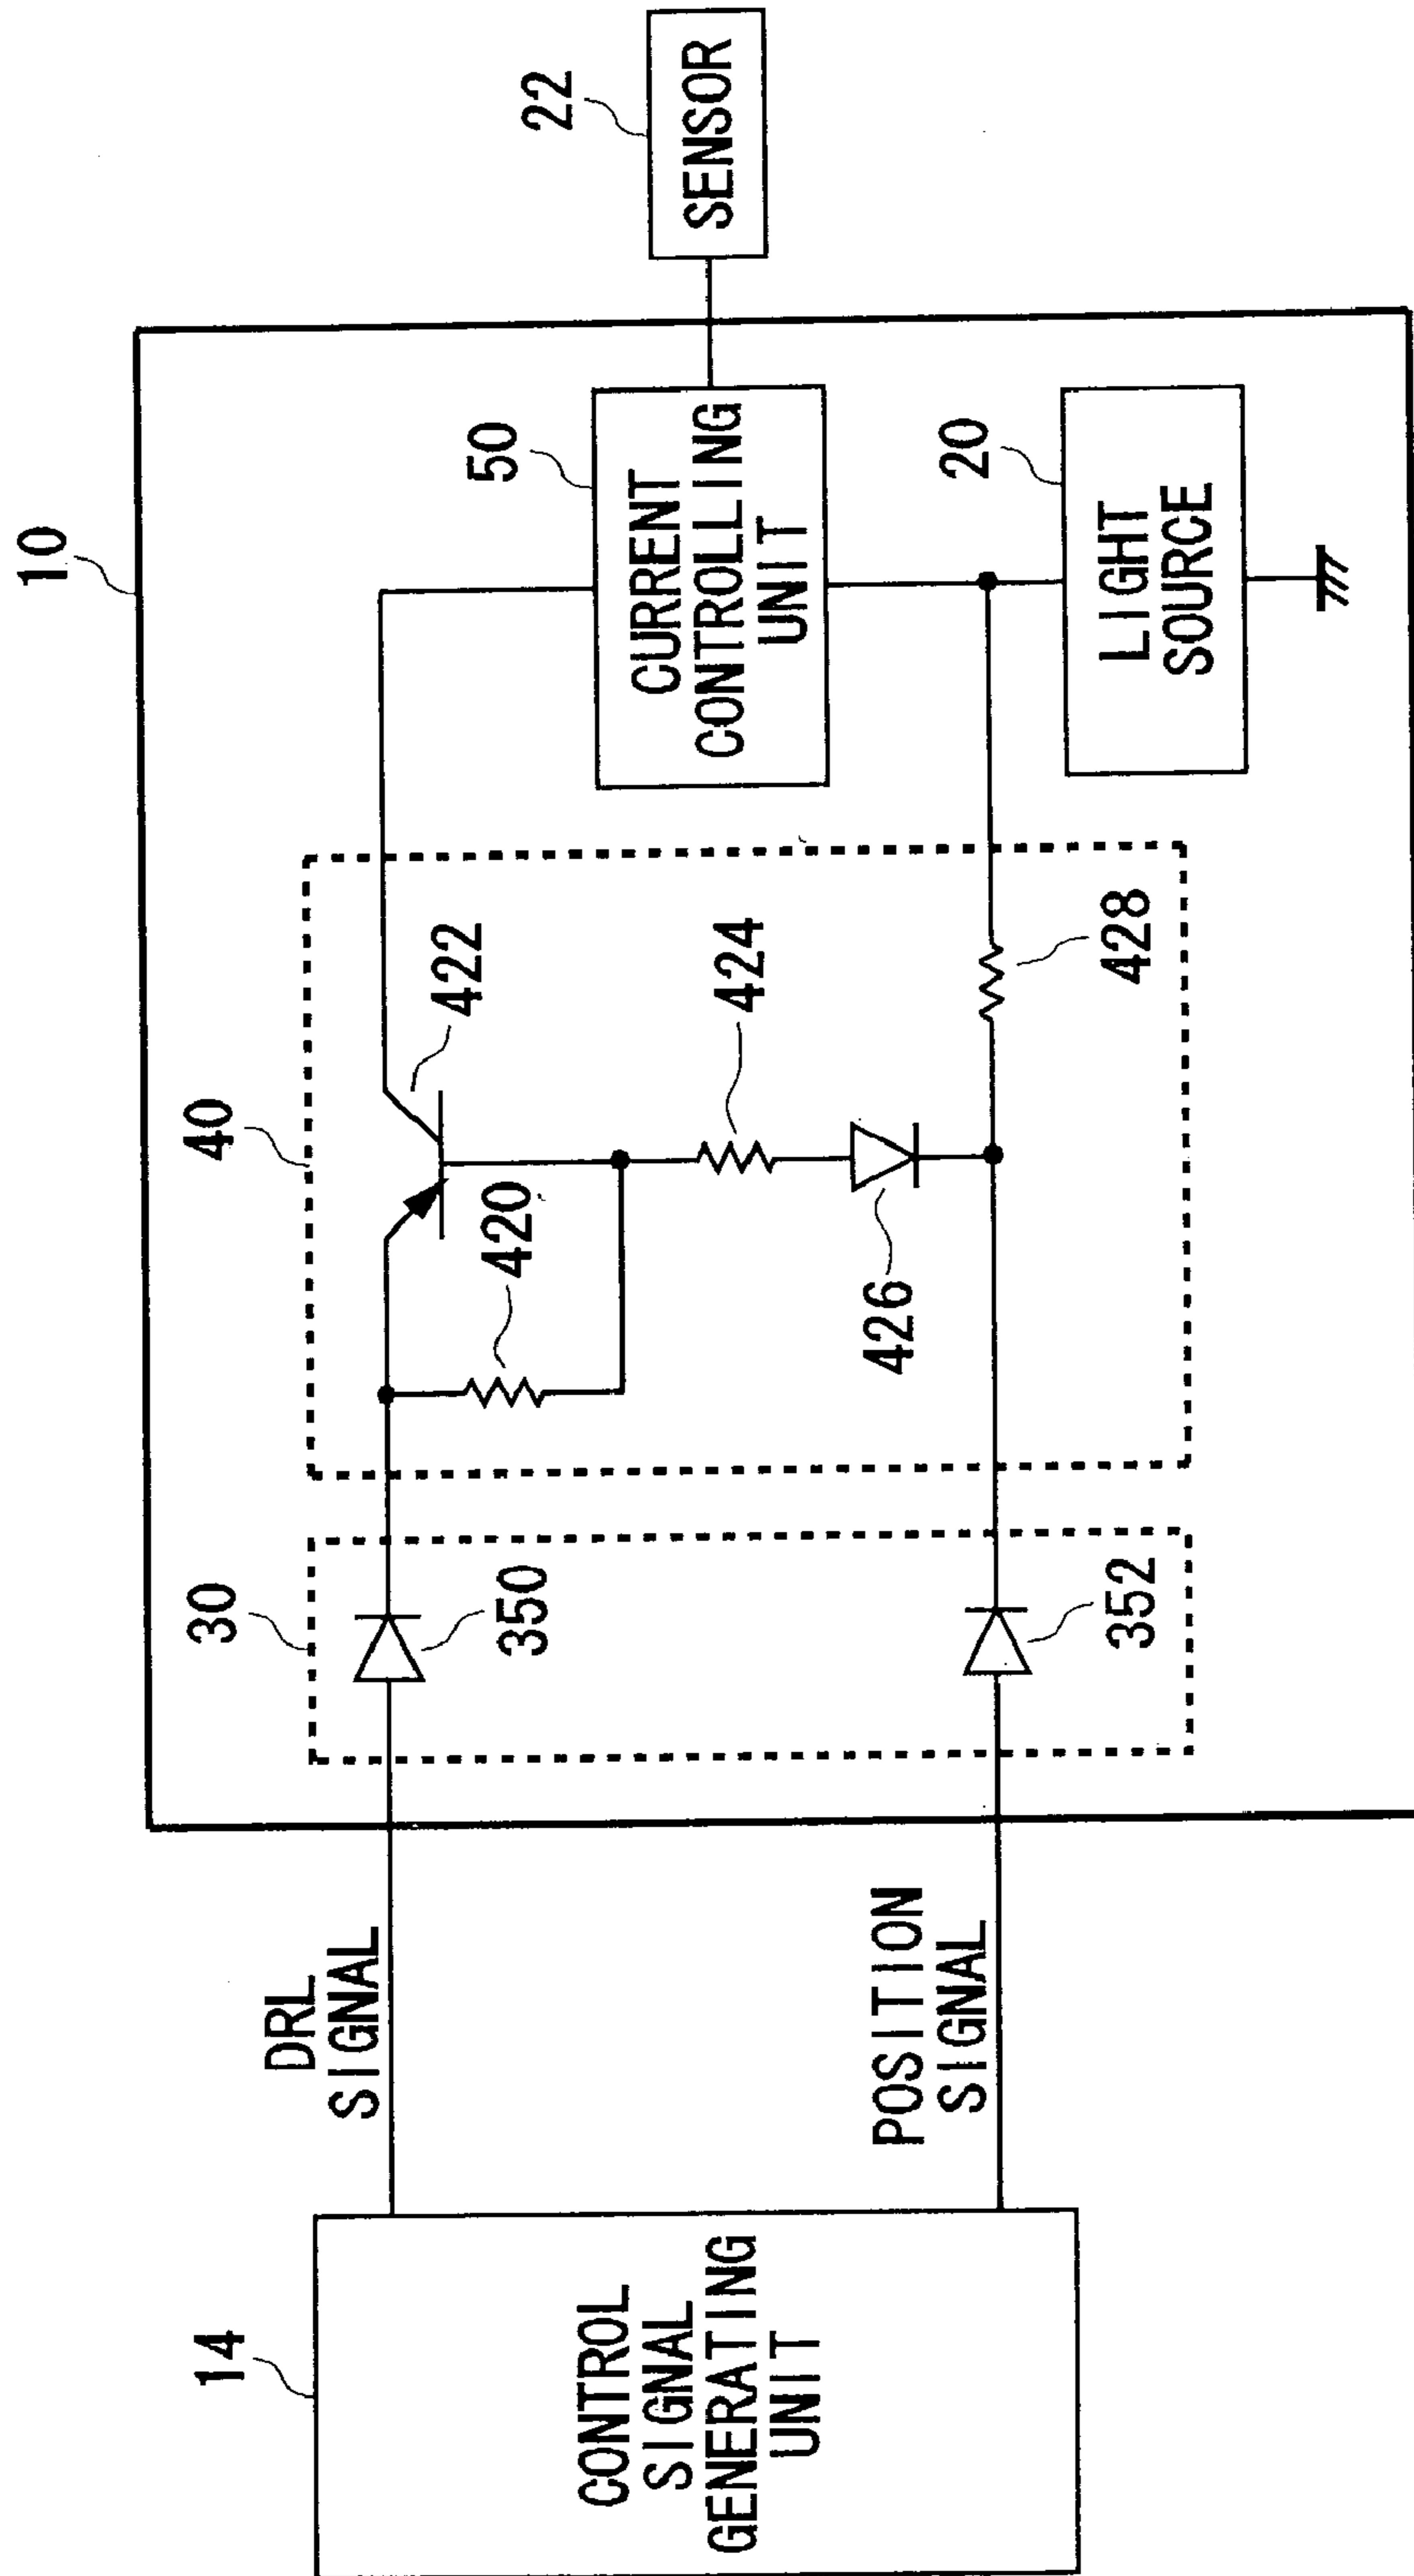 10
14
CONTROL
SIGNAL
GENERATING
UNIT
DRL
SIGNAL
POSITION
SIGNAL
30
350
352
40
420
422
424
426
428
50
CURRENT
CONTROLLING
UNIT
20
LIGHT
SOURCE
22
SENSOR